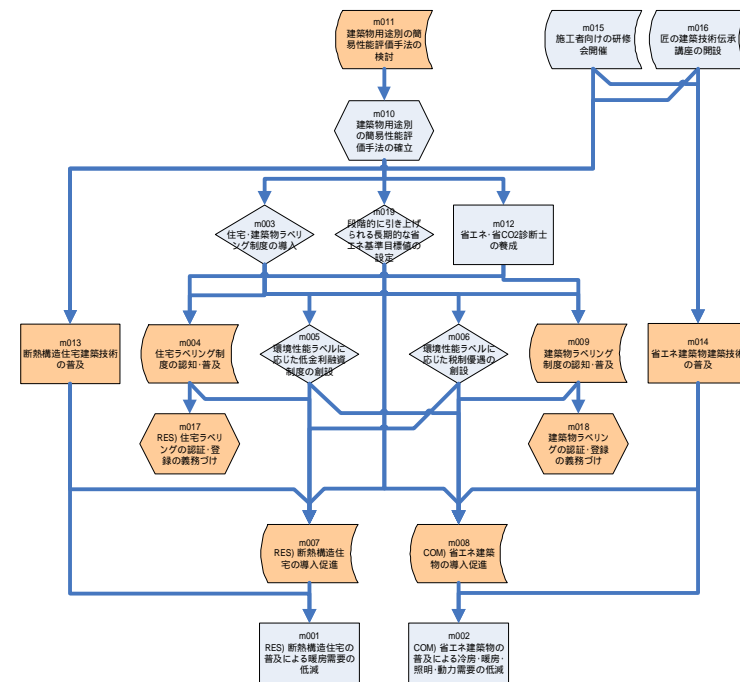 m011
建築物用途別の簡
易性能評価手法の
検討
m015
施工者向けの研修
会開催
m016
匠の建築技術伝承
講座の開設
m010
建築物用途別
の簡易性能評
価手法の確立
m003
住宅・建築物ラベリ
ング制度の導入
m019
段階的に引き上げ
られる長期的な省
エネ基準目標値の
設定
m012
省エネ・省CO2診断士
の養成
m013
断熱構造住宅建築技術
の普及
m004
住宅ラベリング制
度の認知・普及
m005
環境性能ラベルに
応じた低金利融資
制度の創設
m006
環境性能ラベルに
応じた税制優遇の
創設
m009
建築物ラベリング
制度の認知・普及
m014
省エネ建築物建築技術
の普及
m017
RES) 住宅ラベリ
ングの認証・登
録の義務づけ
m018
建築物ラベリン
グの認証・登録
の義務づけ
m007
RES) 断熱構造住
宅の導入促進
m008
COM) 省エネ建築
物の導入促進
m001
RES) 断熱構造住宅の
普及による暖房需要の
低減
m002
COM) 省エネ建築物の
普及による冷房・暖房・
照明・動力需要の低減